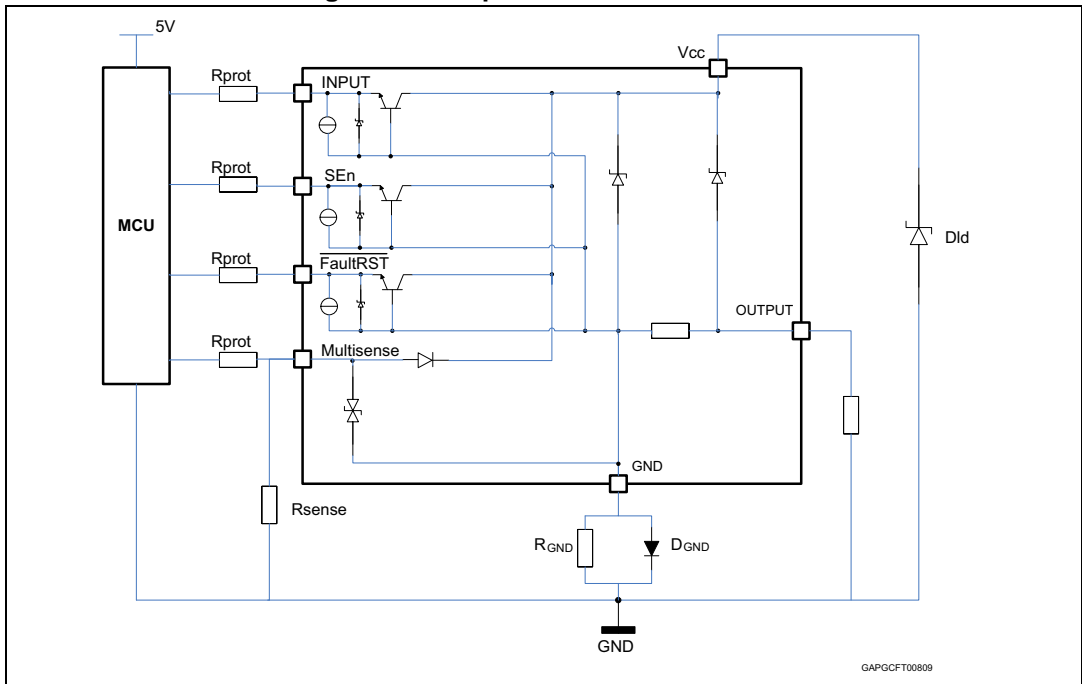 5V
Vcc
Rprot
INPUT
Rprot
SEn
MCU
Dld
Rprot
FaultRST
OUTPUT
Rprot
Multisense
GND
Rsense
RGND
DGND
GND
GAPGCFT00809